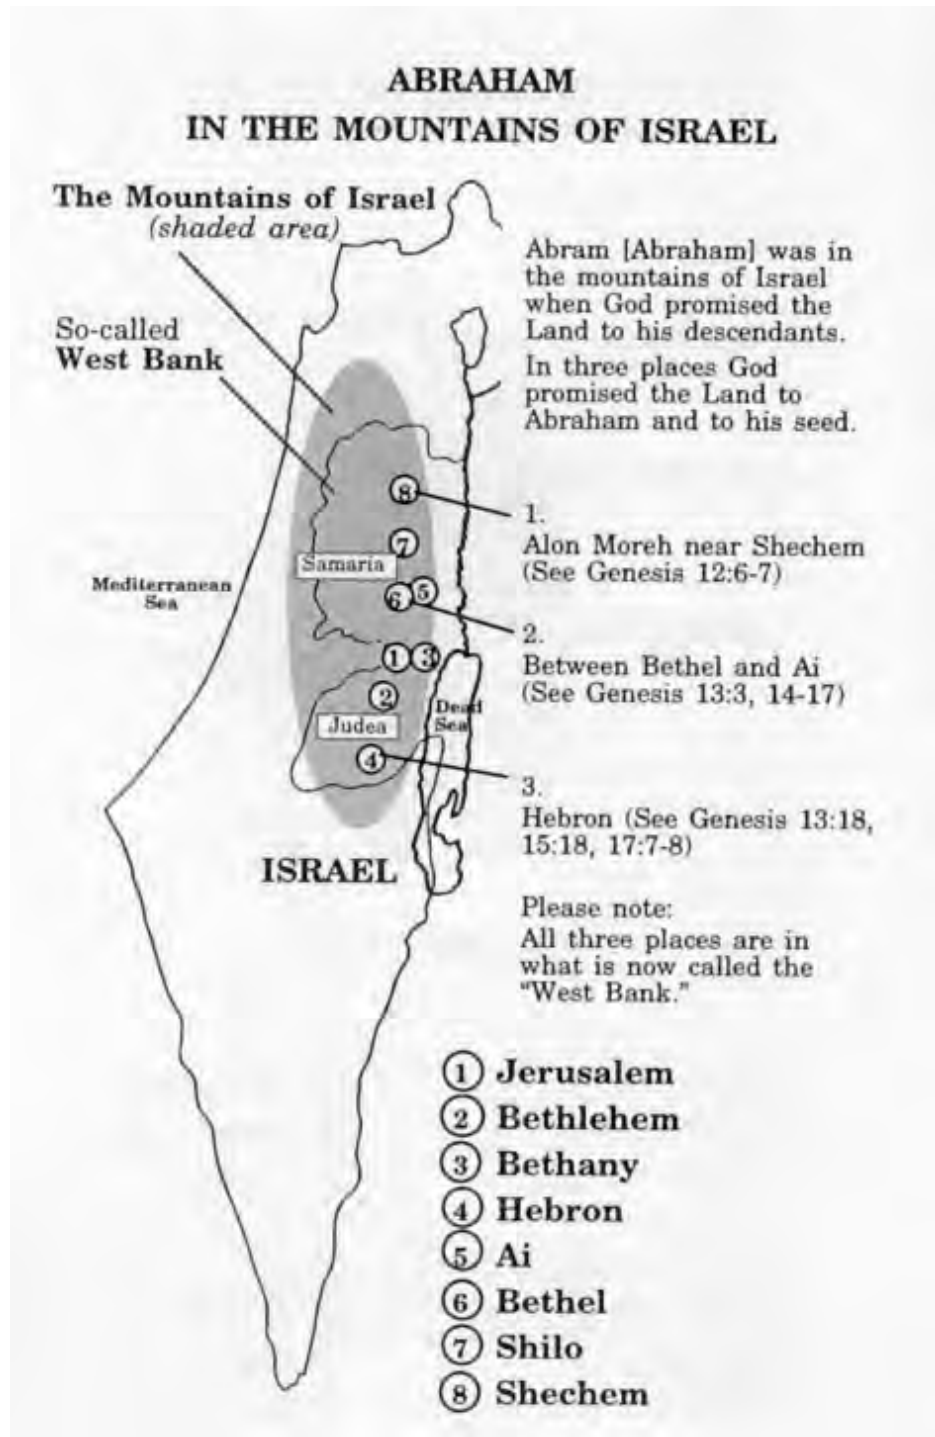 ABRAHAM
IN THE MOUNTAINS OF ISRAEL
The Mountains of Israel
(shaded area)
So-called
West Bank
Abram [Abraham] was in
the mountains of Israel
when God promised the
Land to his descendants.
In three places God
promised the Land to
Abraham and to his seed.
8
1.
Alon Moreh near Shechem
(See Genesis 12:6-7)
7
Samaria
Mediterranean
Sea
6
5
2.
Between Bethel and Ai
(See Genesis 13:3, 14-17)
1
3
2
Judea
Dead
Sea
4
3.
Hebron (See Genesis 13:18,
15:18, 17:7-8)
ISRAEL
Please note:
All three places are in
what is now called the
"West Bank."
1 Jerusalem
2 Bethlehem
3 Bethany
4 Hebron
5 Ai
6 Bethel
7 Shilo
8 Shechem